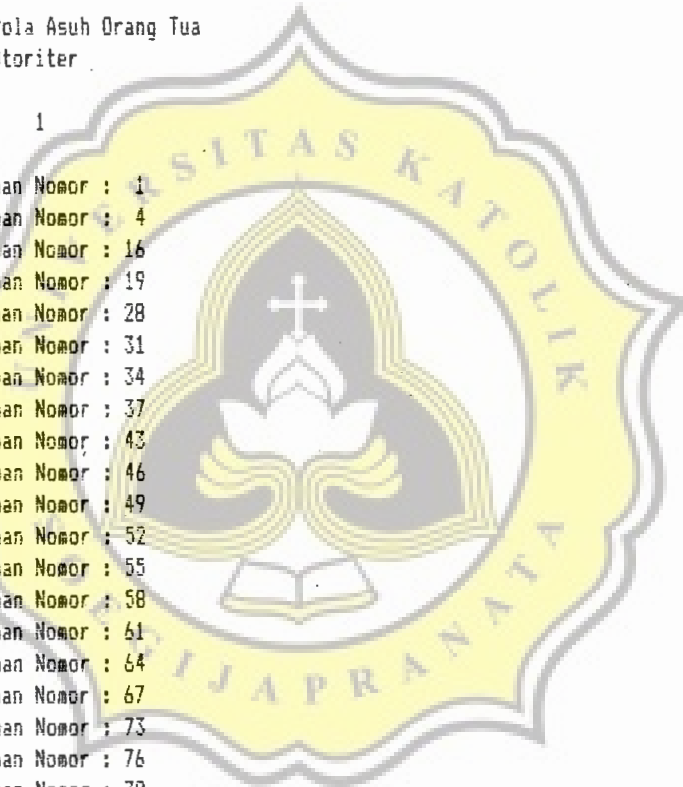 ola Asuh Orang Tua
toriter
1
an Nomor : 1
an Nomor : 4
an Nomor : 16
an Nomor : 19
an Nomor : 28
an Nomor : 31
an Nomor : 34
an Nomor : 37
an Nomor : 43
an Nomor : 46
an Nomor : 49
an Nomor : 52
an Nomor : 55
an Nomor : 58
an Nomor : 61
an Nomor : 64
an Nomor : 67
an Nomor : 73
an Nomor : 76
UNIVERSITAS KATOLIK
SOEGIJAPRANATA